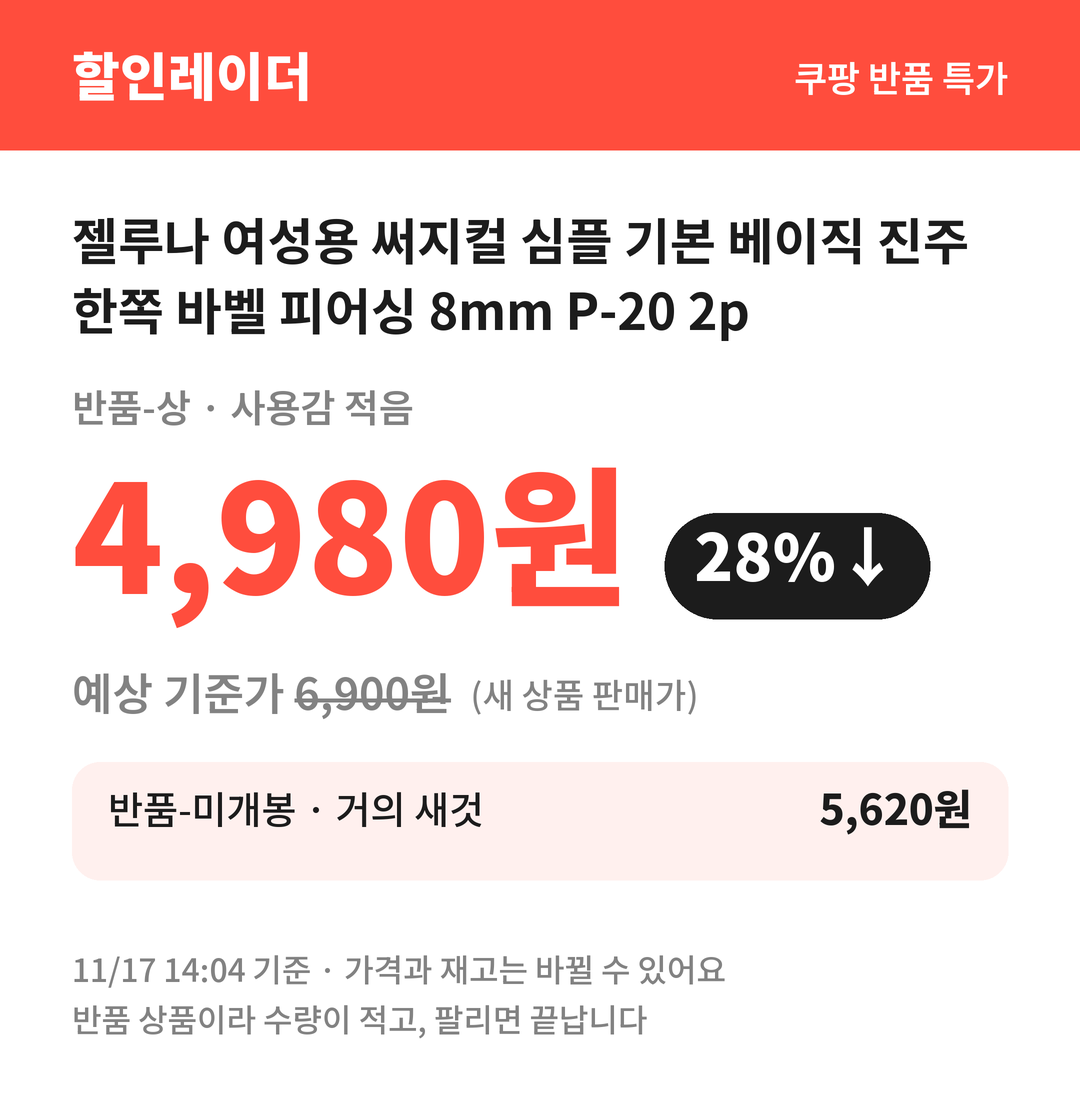 할인레이더
쿠팡 반품 특가
젤루나 여성용 써지컬 심플 기본 베이직 진주
한쪽 바벨 피어싱 8mm P-20 2p
반품-상 · 사용감 적음
4,980원 28%↓
예상 기준가 6,900원 (새 상품 판매가)
반품-미개봉 · 거의 새것 5,620원
11/17 14:04 기준 · 가격과 재고는 바뀔 수 있어요
반품 상품이라 수량이 적고, 팔리면 끝납니다